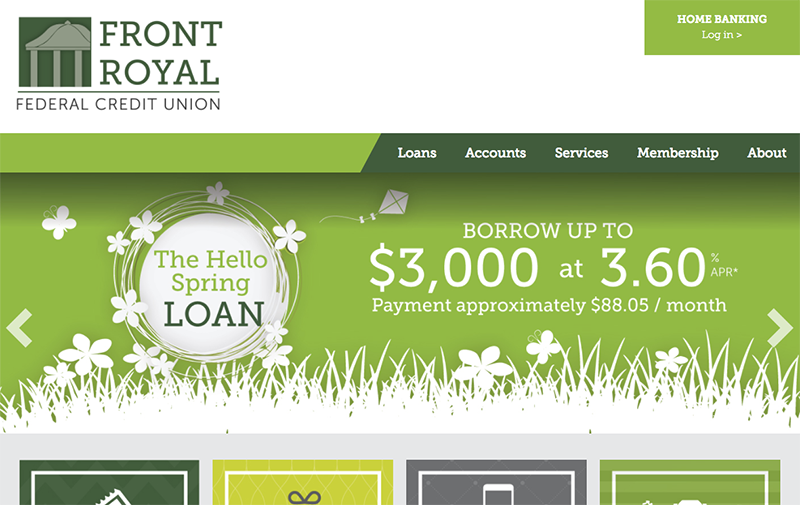 FRONT
ROYAL
FEDERAL CREDIT UNION
HOME BANKING
Log in >
Loans Accounts Services Membership About
The Hello
Spring
LOAN
BORROW UP TO
$3,000 at 3.60 % APR*
Payment approximately $88.05 / month